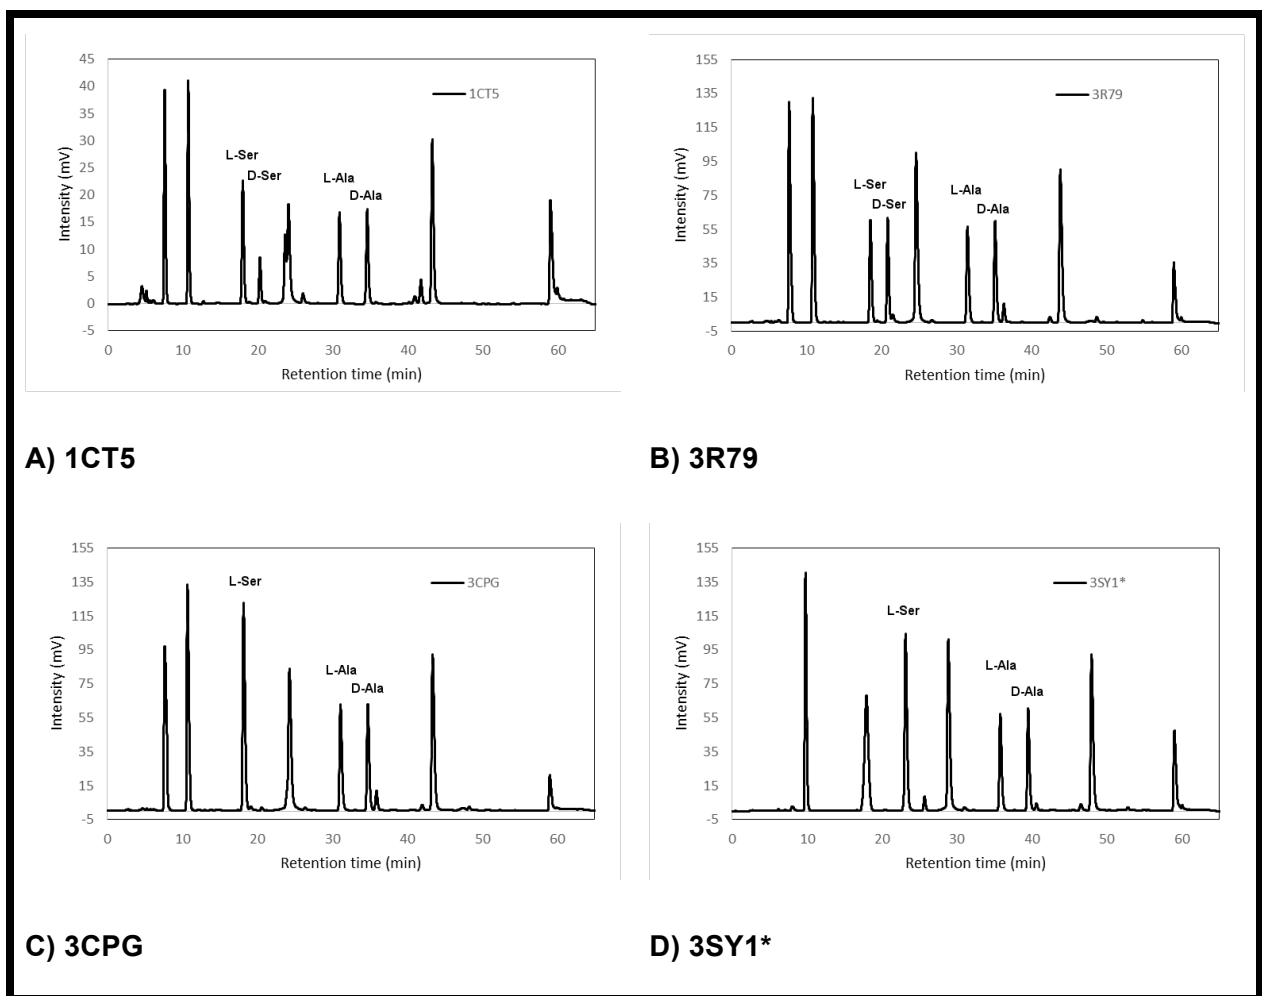 45
40
35
30
25
20
15
10
5
0
-5
Intensity (mV)
1CT5
L-Ser
D-Ser
L-Ala
D-Ala
0 10 20 30 40 50 60
Retention time (min)
A) 1CT5
155
135
115
95
75
55
35
15
-5
Intensity (mV)
3R79
L-Ser
D-Ser
L-Ala
D-Ala
0 10 20 30 40 50 60
Retention time (min)
B) 3R79
155
135
115
95
75
55
35
15
-5
Intensity (mV)
3CPG
L-Ser
L-Ala
D-Ala
0 10 20 30 40 50 60
Retention time (min)
C) 3CPG
155
135
115
95
75
55
35
15
-5
Intensity (mV)
3SY1*
L-Ser
L-Ala
D-Ala
0 10 20 30 40 50 60
Retention time (min)
D) 3SY1*